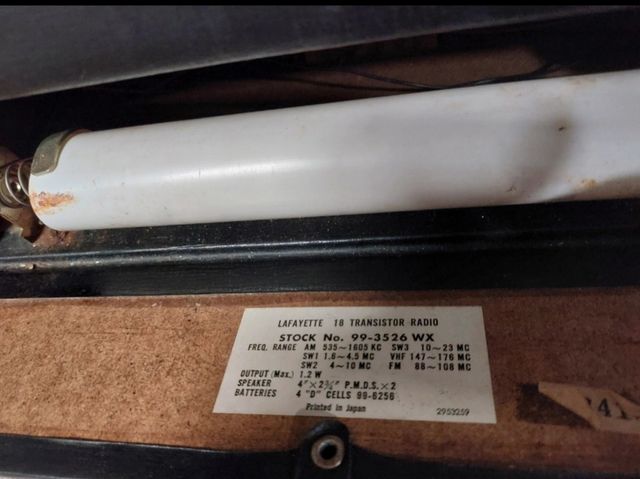 LAFAYETTE 18 TRANSISTOR RADIO
STOCK No. 99-3526 WX
FREQ. RANGE AM 535~1605 KC SW3 10~23 MC
SW1 1.6~4.5 MC VHF 147~176 MC
SW2 4~10 MC FM 88~108 MC
OUTPUT (Max.) 1.2 W
SPEAKER 4"× P.M.D.S.×2
BATTERIES 4 "D" CELLS 99-6256
Printed in Japan 2953259